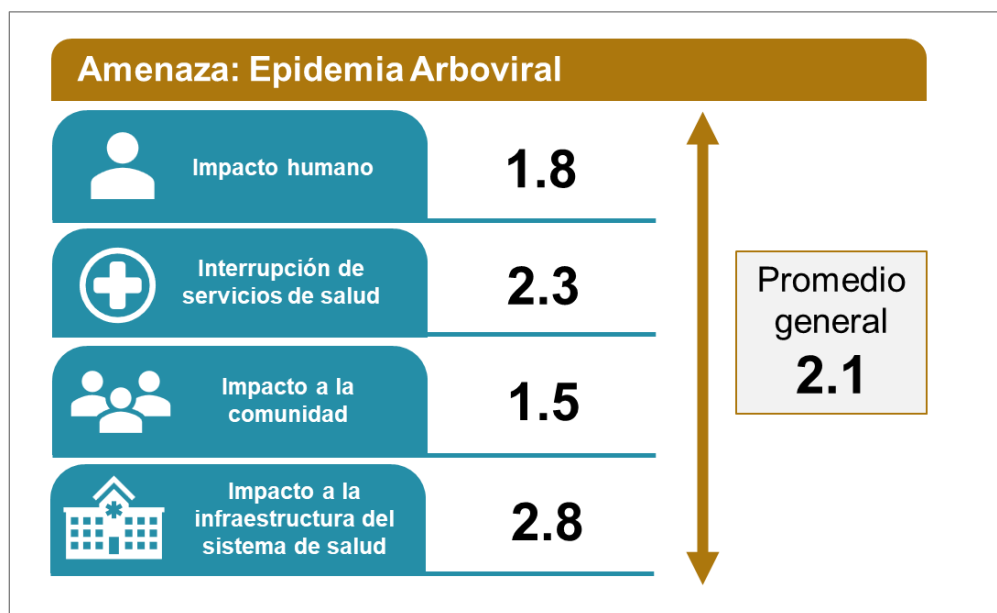 Amenaza: Epidemia Arboviral
Impacto humano
1.8
Interrupción de
servicios de salud
2.3
Impacto a la
comunidad
1.5
Impacto a la
infraestructura del
sistema de salud
2.8
Promedio
general
2.1